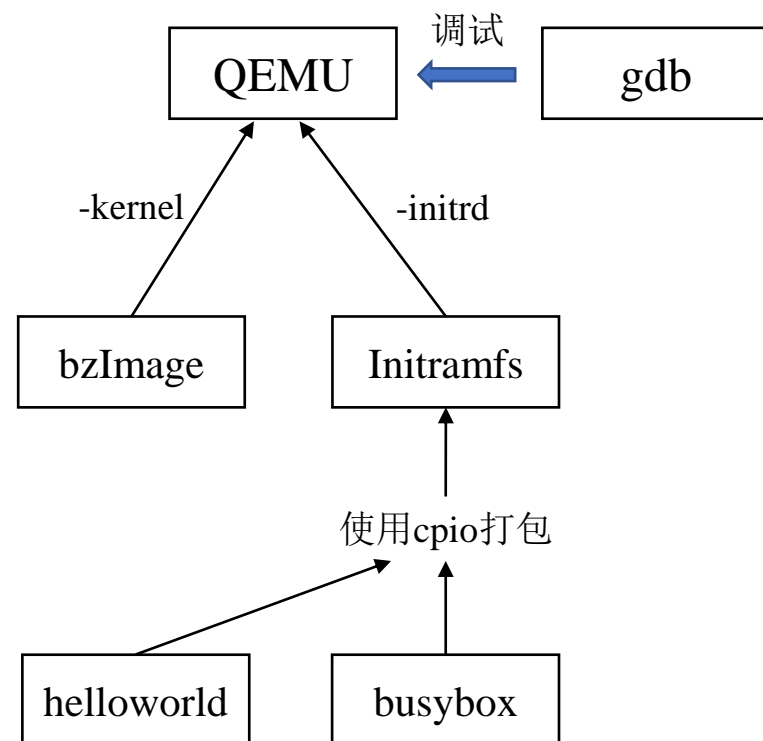 调试
QEMU
gdb
-kernel
-initrd
bzImage
Initramfs
使用cpio打包
helloworld
busybox